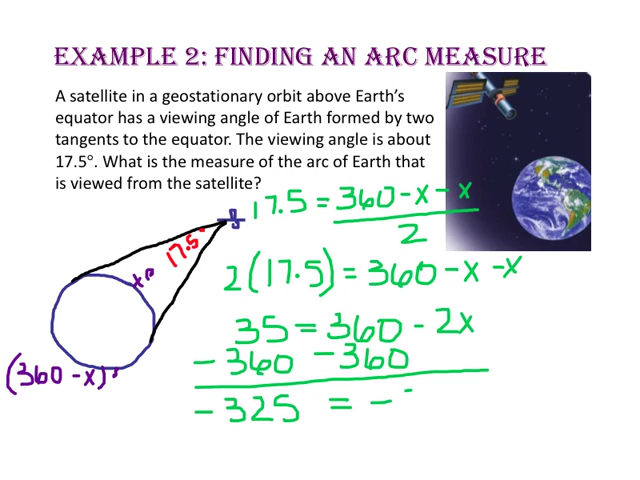 EXAMPLE 2: FINDING AN ARC MEASURE
A satellite in a geostationary orbit above Earth's
equator has a viewing angle of Earth formed by two
tangents to the equator. The viewing angle is about
17.5°. What is the measure of the arc of Earth that
is viewed from the satellite?
17.5 = 360 - x - x
2
17.5°
x°
2(17.5) = 360 - x - x
35 = 360 - 2x
- 360 - 360
(360 - x)°
- 325 = -